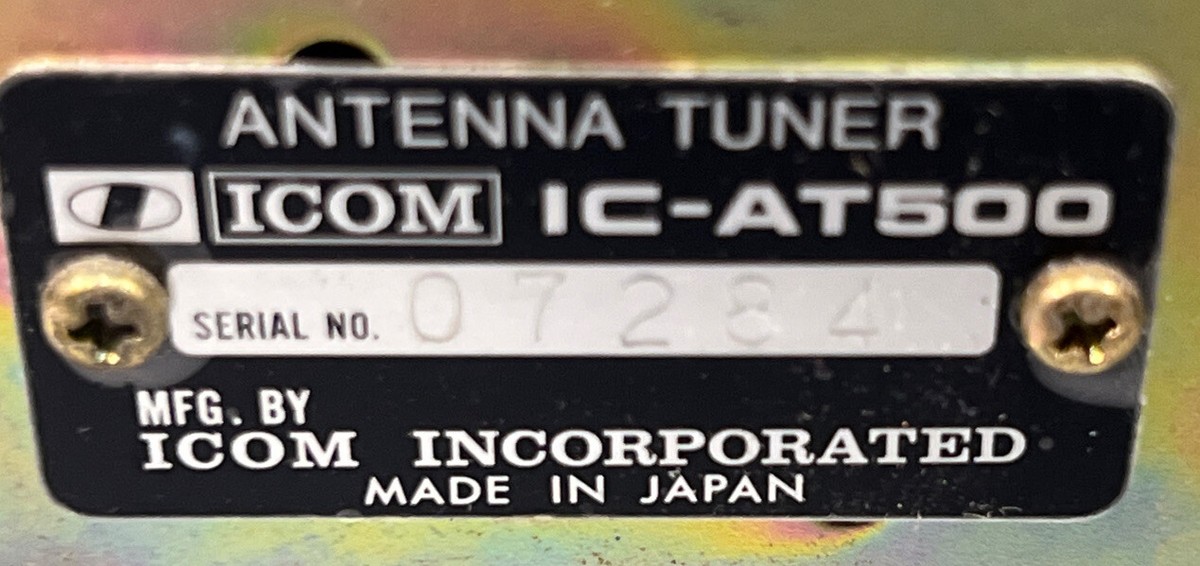 ANTENNA TUNER
ICOM IC-AT500
SERIAL NO. 07284
MFG. BY
ICOM INCORPORATED
MADE IN JAPAN